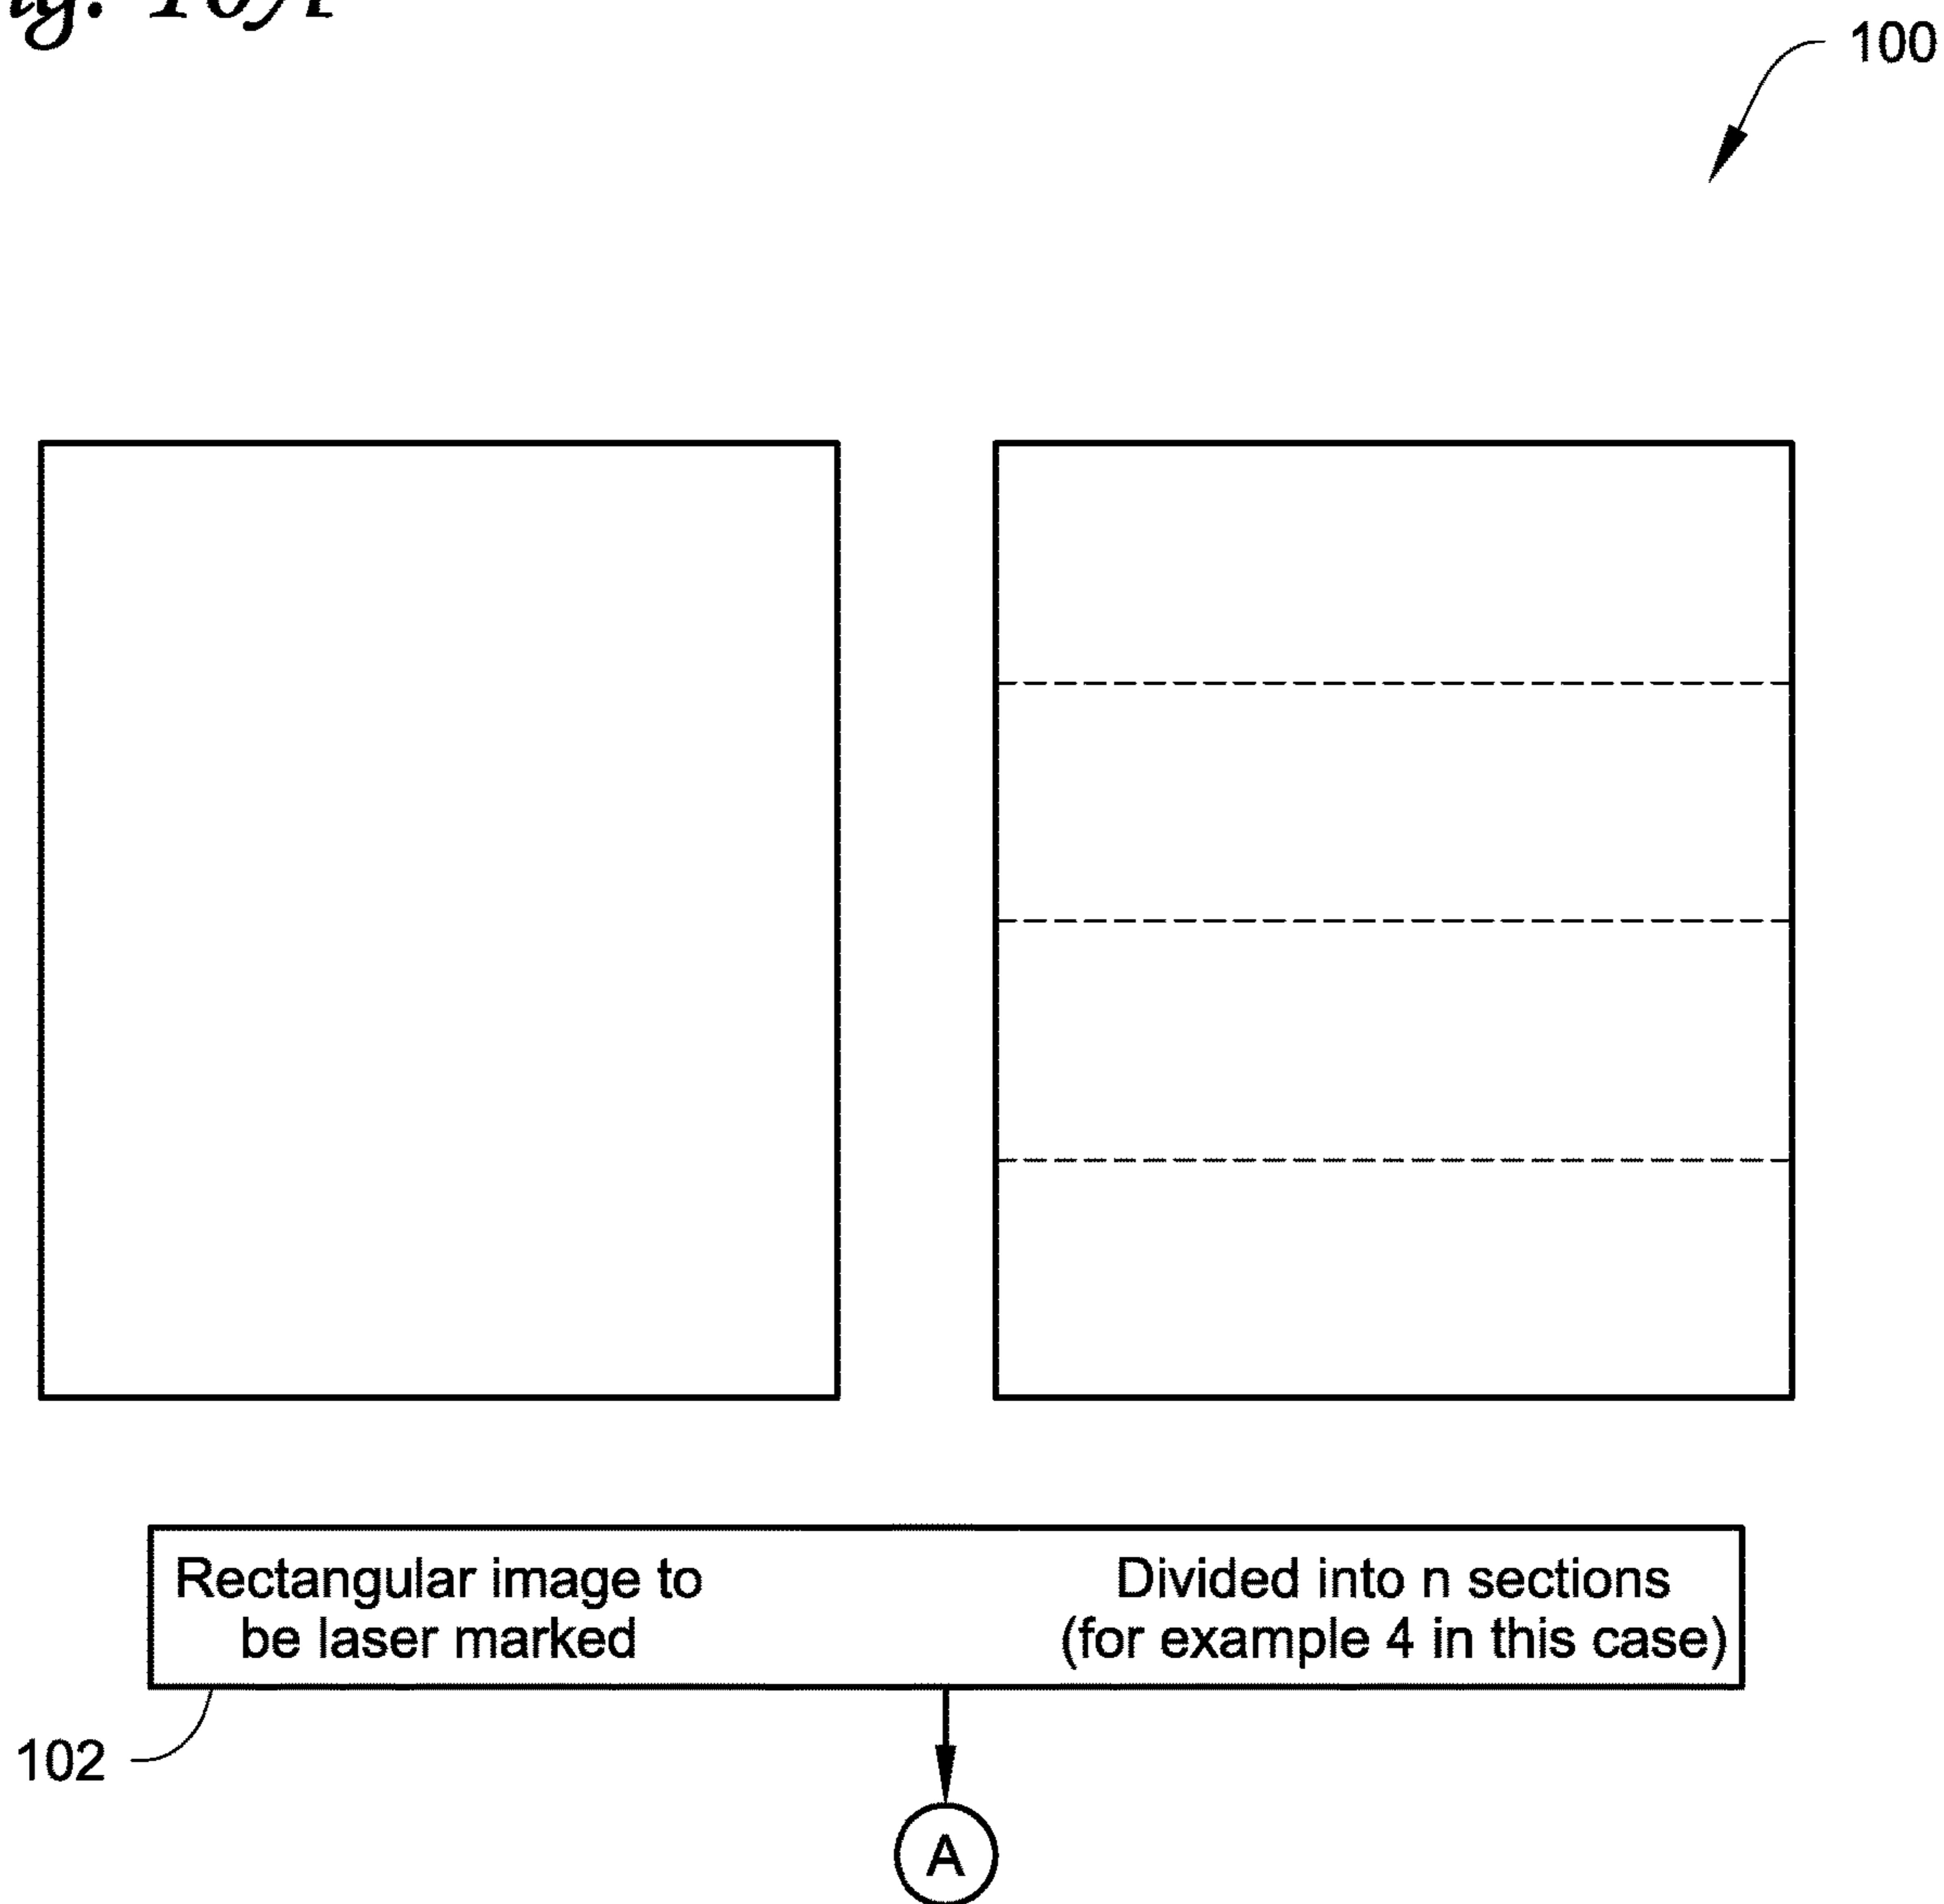 100
Rectangular image to
be laser marked
Divided into n sections
(for example 4 in this case)
102
A